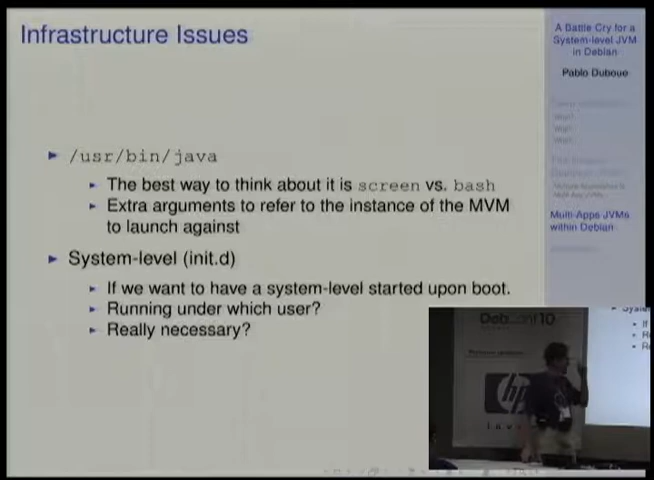 Infrastructure Issues
A Battle Cry for a
System-level JVM
in Debian
Pablo Duboue
/usr/bin/java
The best way to think about it is screen vs. bash
Extra arguments to refer to the instance of the MVM
to launch against
Multi-Apps JVMs
within Debian
System-level (init.d)
If we want to have a system-level started upon boot.
Running under which user?
Really necessary?
hp